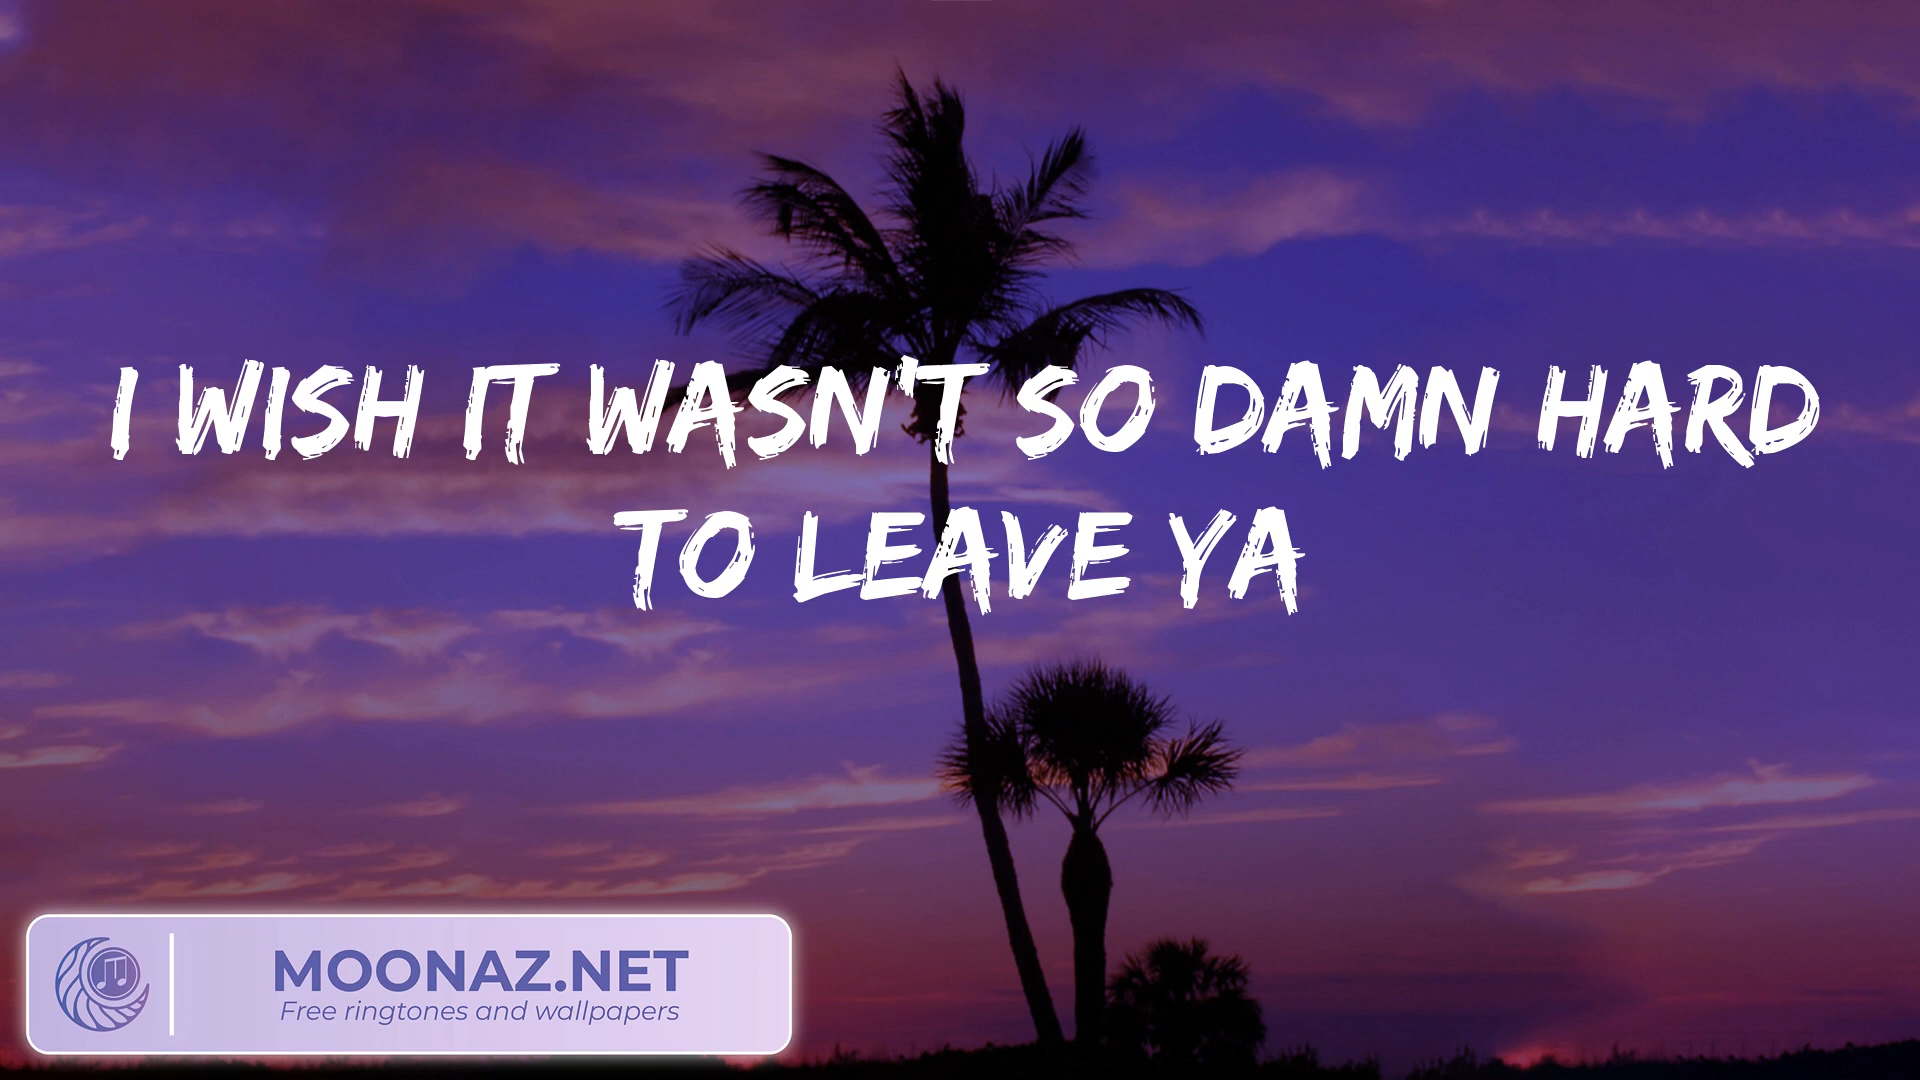 I WISH IT WASN'T SO DAMN HARD
TO LEAVE YA
MOONAZ.NET
Free ringtones and wallpapers